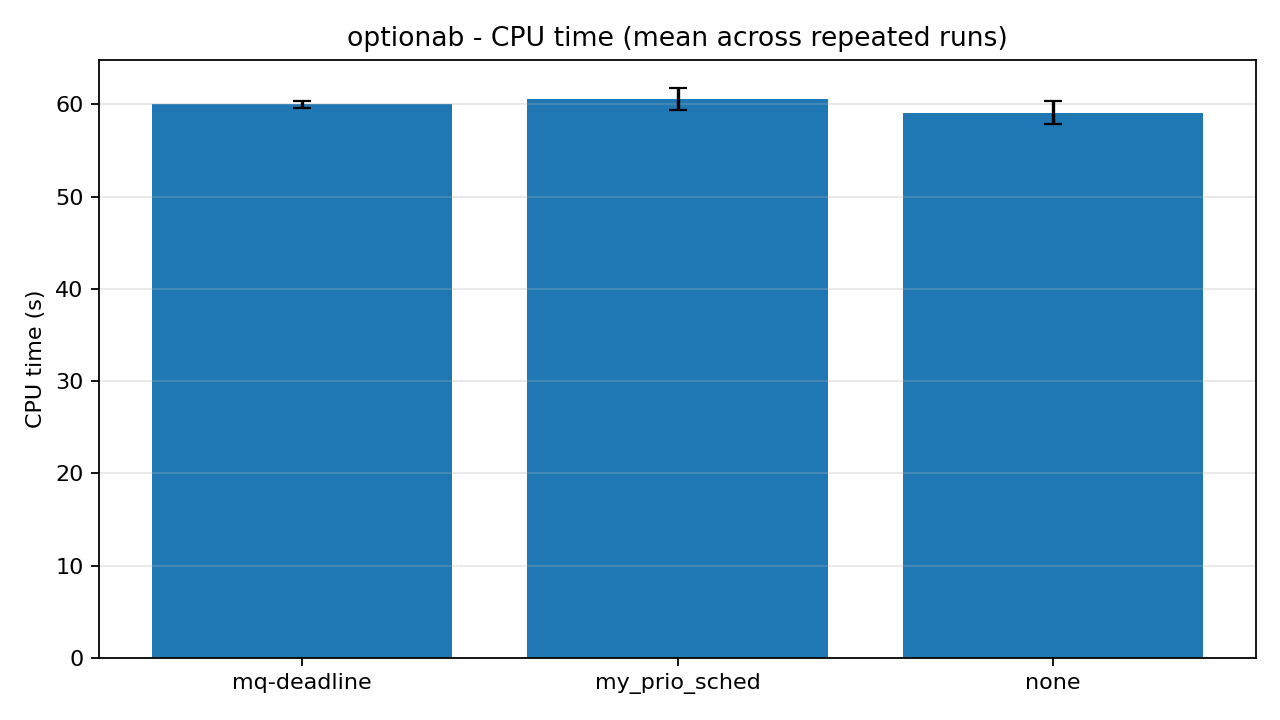 optionab - CPU time (mean across repeated runs)
CPU time (s)
60
50
40
30
20
10
0
mq-deadline my_prio_sched none